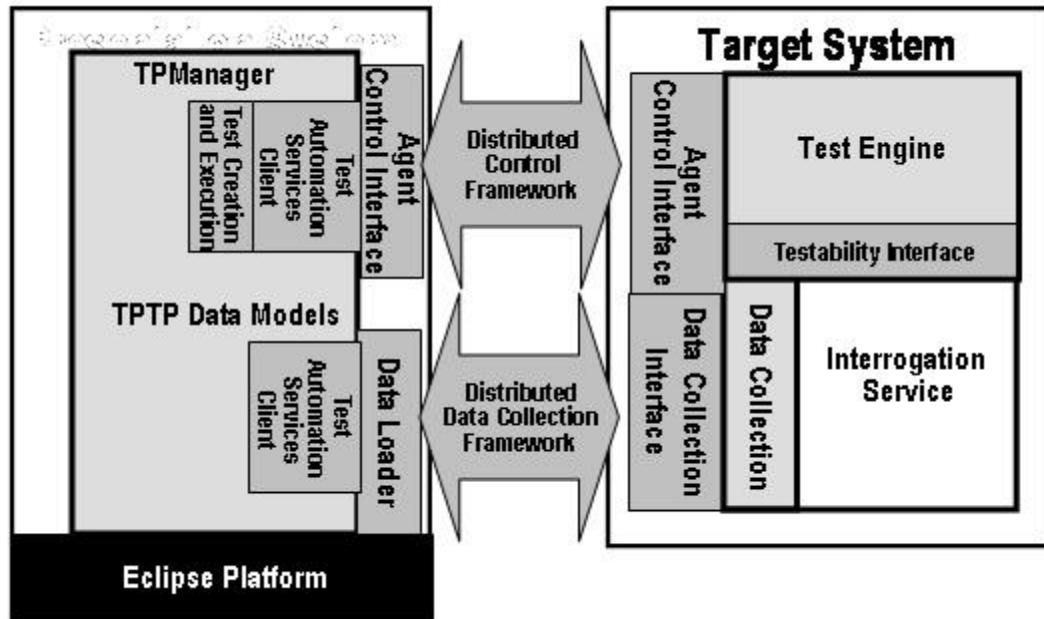 TPManager
Test Creation
and Execution
Test
Automation
Services
Client
Agent
Control Interface
TPTP Data Models
Test
Automation
Services
Client
Data Loader
Eclipse Platform
Distributed
Control
Framework
Distributed
Data Collection
Framework
Target System
Agent
Control Interface
Test Engine
Testability Interface
Data Collection
Interface
Data Collection
Interrogation
Service